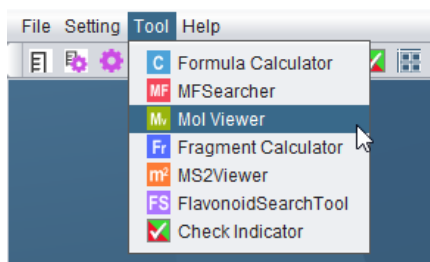 File Setting Tool Help
C Formula Calculator
MF MFSearcher
Mv Mol Viewer
Fr Fragment Calculator
m² MS2Viewer
FS FlavonoidSearchTool
Check Indicator